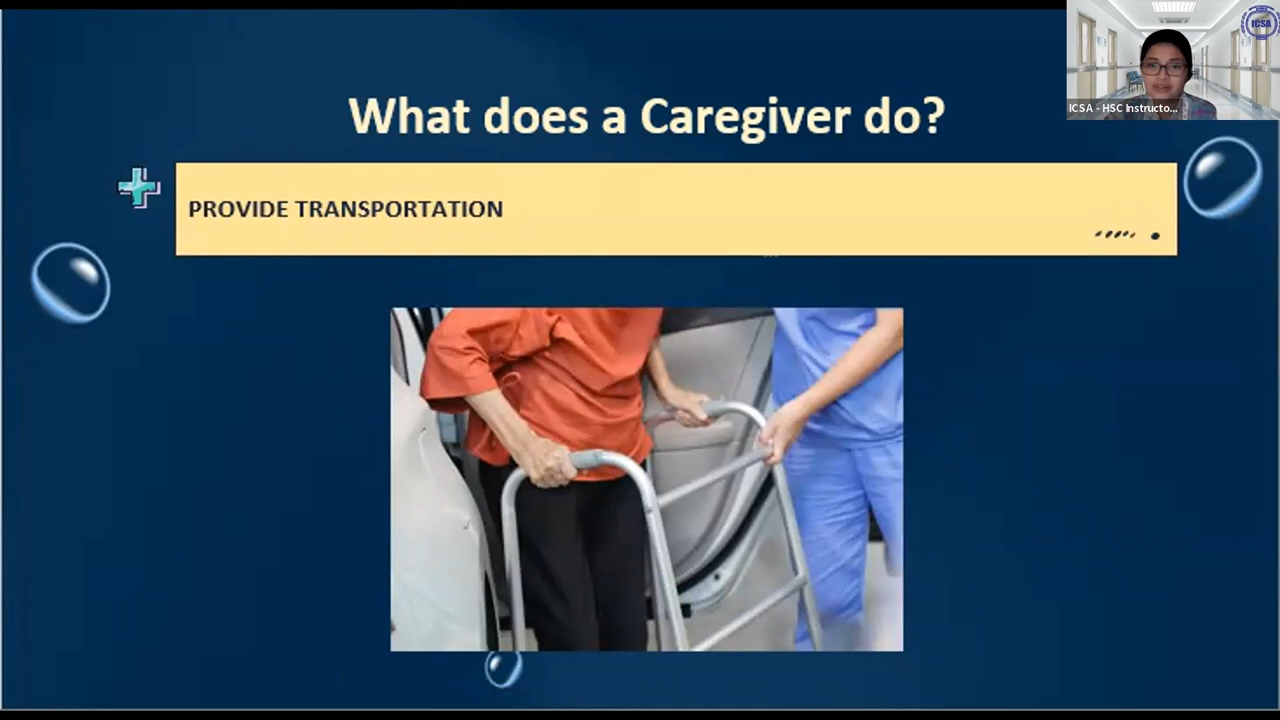 What does a Caregiver do?
PROVIDE TRANSPORTATION
ICSA
ICSA - HSC Instructo...